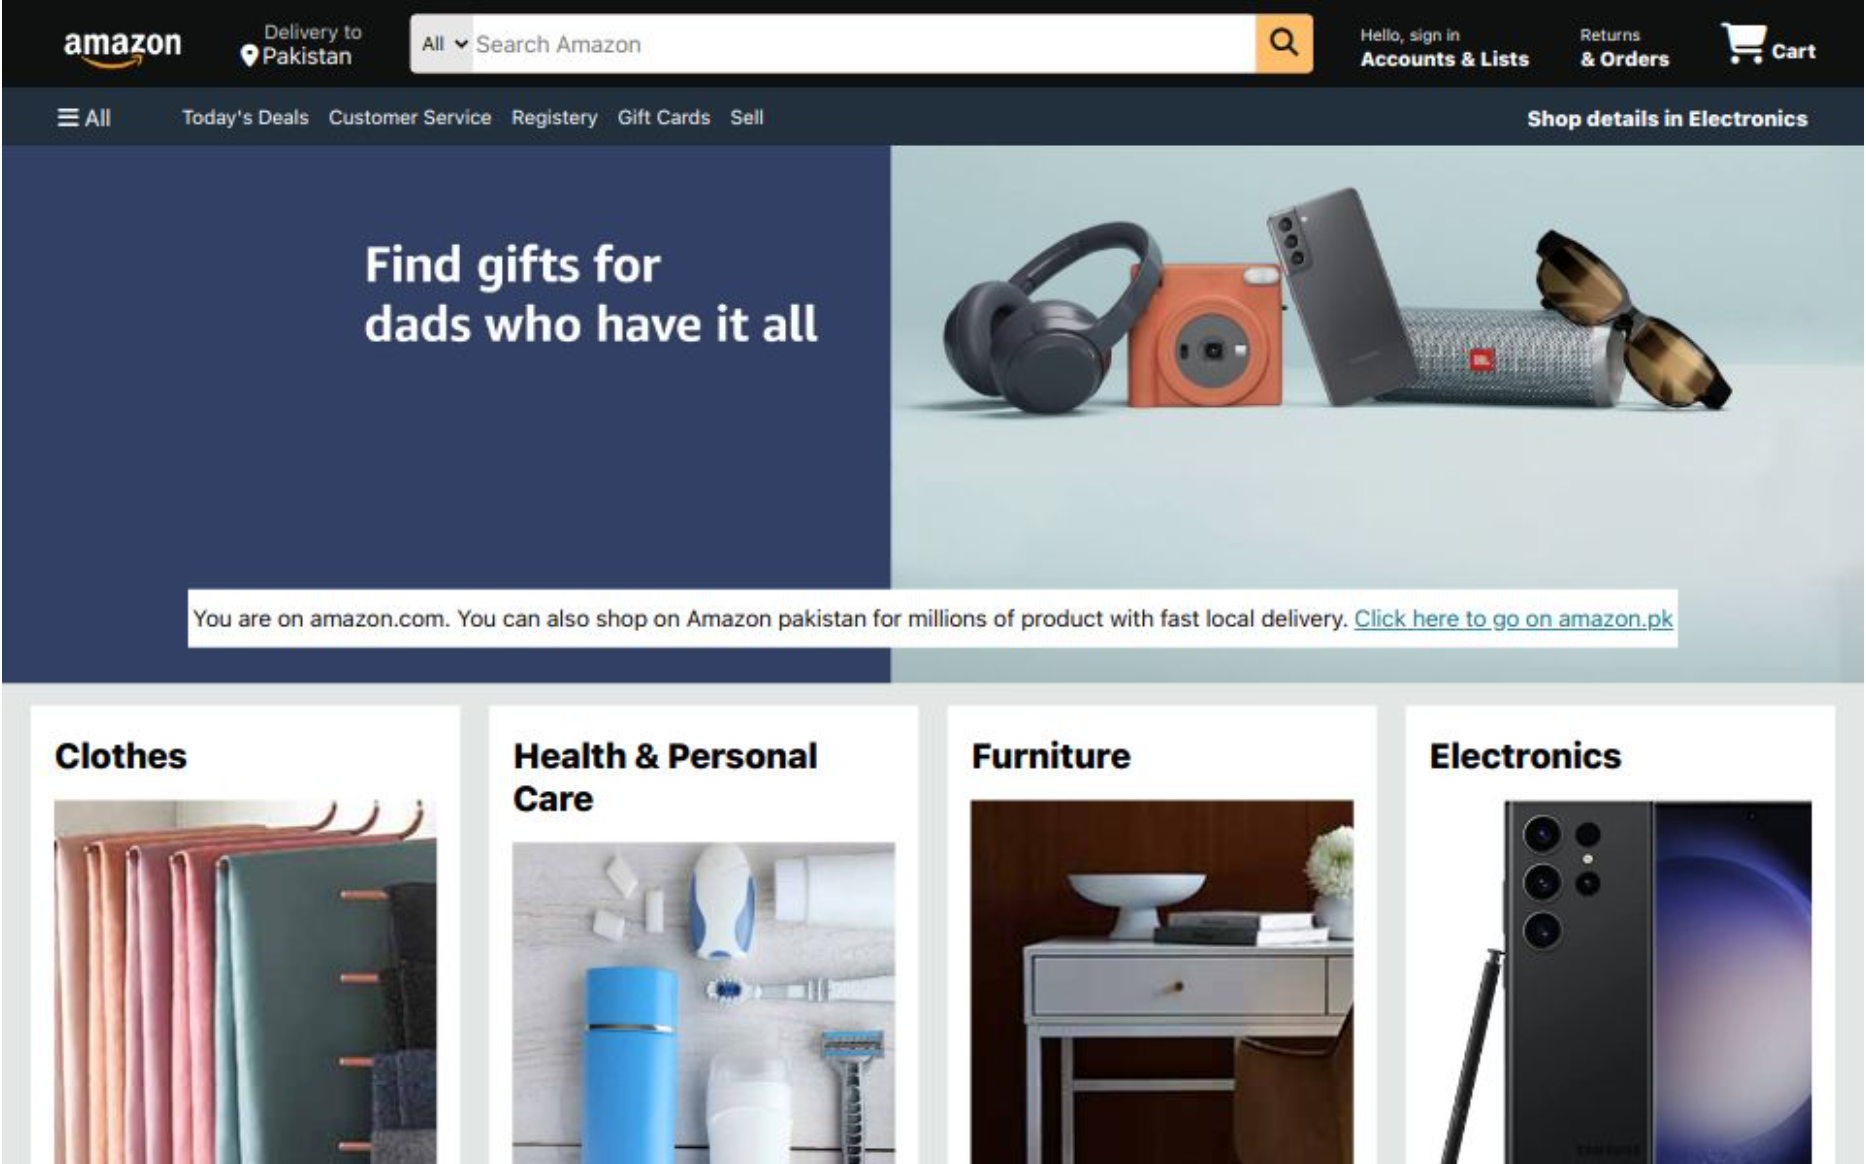 amazon
Delivery to
Pakistan
All
Search Amazon
Hello, sign in
Accounts & Lists
Returns
& Orders
Cart
All
Today's Deals
Customer Service
Registery
Gift Cards
Sell
Shop details in Electronics
Find gifts for
dads who have it all
JBL
You are on amazon.com. You can also shop on Amazon pakistan for millions of product with fast local delivery. Click here to go on amazon.pk
Clothes
Health & Personal
Care
Furniture
Electronics
SAMSUNG